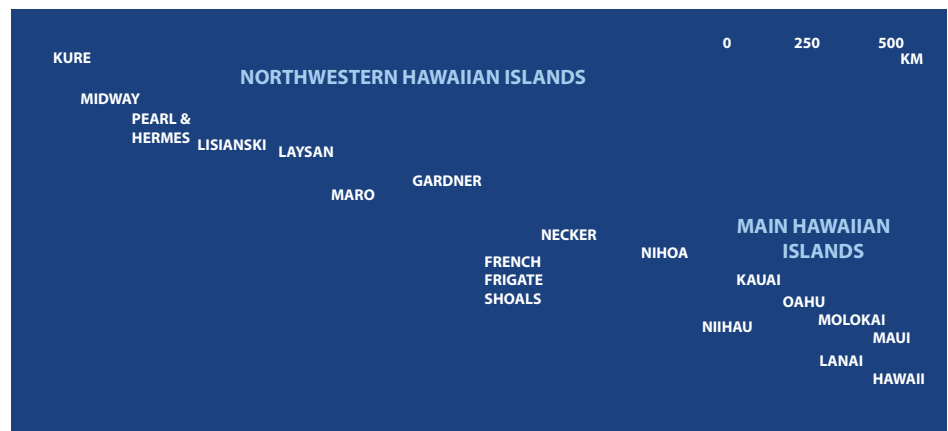 0 250 500
KM
KURE
NORTHWESTERN HAWAIIAN ISLANDS
MIDWAY
PEARL &
HERMES
LISIANSKI
LAYSAN
GARDNER
MARO
NECKER
MAIN HAWAIIAN
ISLANDS
NIHOA
FRENCH
FRIGATE
SHOALS
KAUAI
OAHU
MOLOKAI
NIIHAU
MAUI
LANAI
HAWAII